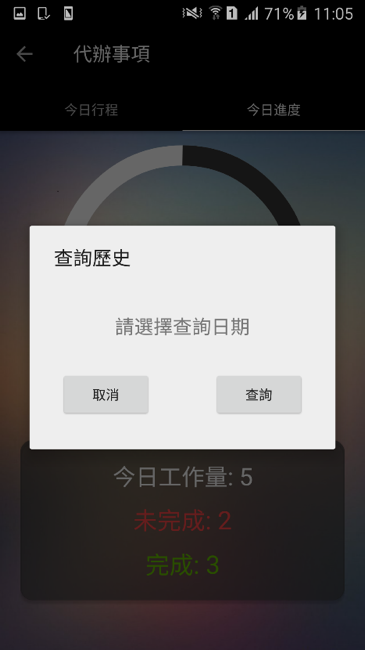 1 71% 11:05
代辦事項
今日行程 今日進度
查詢歷史
請選擇查詢日期
取消 查詢
今日工作量: 5
未完成: 2
完成: 3